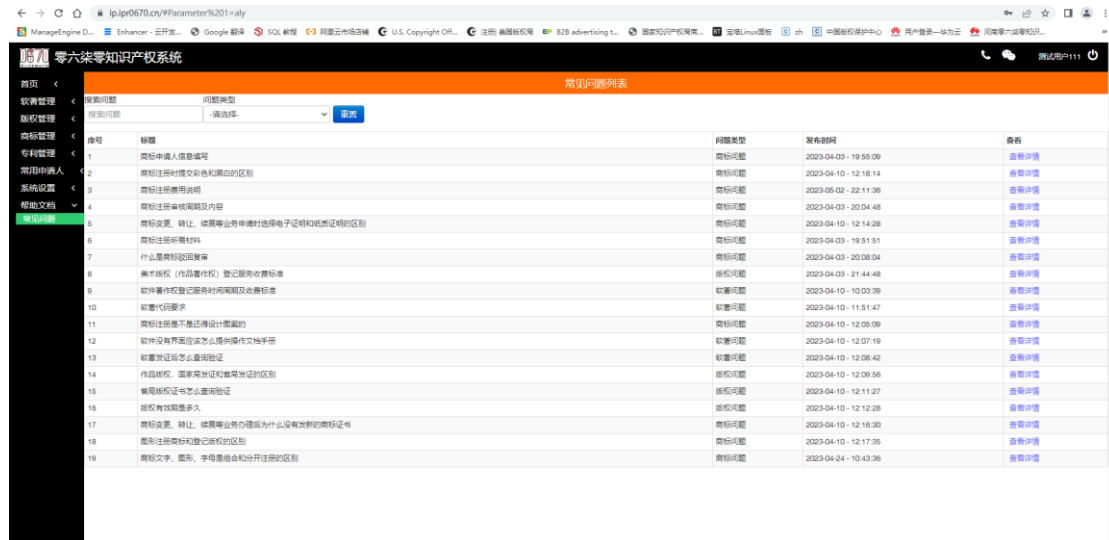 ip.ipr0670.cn/#Parameter%201=aly
ManageEngine D... Enhancer - 云开发... Google 翻译 SQL 教程 阿里云市场店铺 U.S. Copyright Offi... 注册| 美国版权局 B2B advertising t... 国家知识产权局商... 宝塔Linux面板 zh 中国版权保护中心 用户登录—华为云 河南零六柒零知识... »
0670 零六柒零知识产权系统 测试用户111
首页
软著管理
版权管理
商标管理
专利管理
常用申请人
系统设置
帮助文档
常见问题
常见问题列表
搜索问题 问题类型
搜索问题 -请选择- 重置
序号 标题 问题类型 发布时间 查看
1 商标申请人信息填写 商标问题 2023-04-03 - 19:55:09 查看详情
2 商标注册时提交彩色和黑白的区别 商标问题 2023-04-10 - 12:18:14 查看详情
3 商标注册费用说明 商标问题 2023-05-02 - 22:11:36 查看详情
4 商标注册审核周期及内容 商标问题 2023-04-03 - 20:04:48 查看详情
5 商标变更、转让、续展等业务申请时选择电子证明和纸质证明的区别 商标问题 2023-04-10 - 12:14:28 查看详情
6 商标注册所需材料 商标问题 2023-04-03 - 19:51:51 查看详情
7 什么是商标驳回复审 商标问题 2023-04-03 - 20:08:04 查看详情
8 美术版权（作品著作权）登记服务收费标准 版权问题 2023-04-03 - 21:44:48 查看详情
9 软件著作权登记服务时间周期及收费标准 软著问题 2023-04-10 - 10:03:39 查看详情
10 软著代码要求 软著问题 2023-04-10 - 11:51:47 查看详情
11 商标注册是不是还得设计图案的 商标问题 2023-04-10 - 12:05:09 查看详情
12 软件没有界面应该怎么提供操作文档手册 软著问题 2023-04-10 - 12:07:19 查看详情
13 软著发证后怎么查询验证 软著问题 2023-04-10 - 12:08:42 查看详情
14 作品版权，国家局发证和省局发证的区别 版权问题 2023-04-10 - 12:09:56 查看详情
15 省局版权证书怎么查询验证 版权问题 2023-04-10 - 12:11:27 查看详情
16 版权有效期是多久 版权问题 2023-04-10 - 12:12:28 查看详情
17 商标变更、转让、续展等业务办理后为什么没有发新的商标证书 商标问题 2023-04-10 - 12:16:30 查看详情
18 图形注册商标和登记版权的区别 商标问题 2023-04-10 - 12:17:35 查看详情
19 商标文字、图形、字母是组合和分开注册的区别 商标问题 2023-04-24 - 10:43:36 查看详情